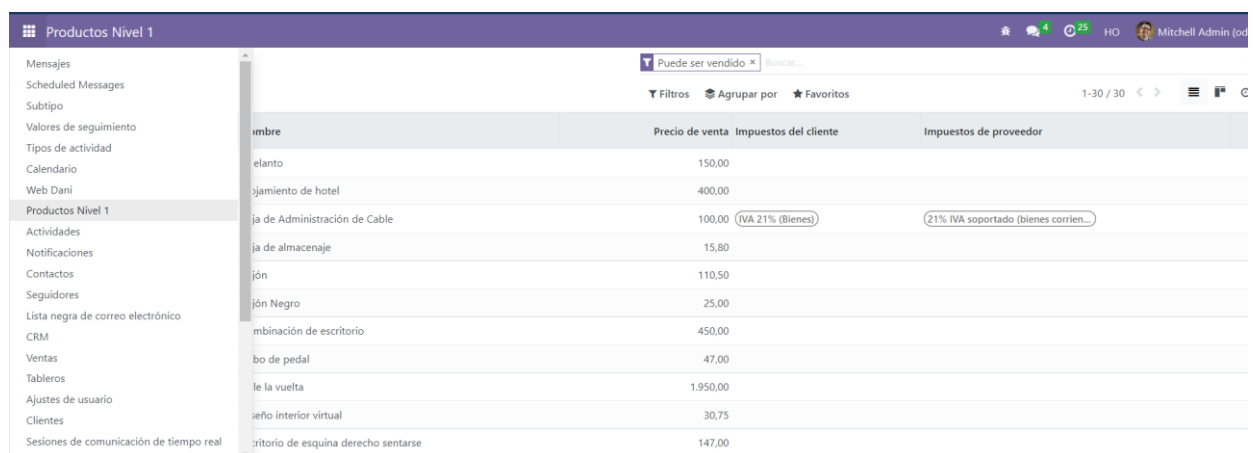 Productos Nivel 1
4 25 HO Mitchell Admin (od
Mensajes
Scheduled Messages
Subtipo
Valores de seguimiento
Tipos de actividad
Calendario
Web Dani
Productos Nivel 1
Actividades
Notificaciones
Contactos
Seguidores
Lista negra de correo electrónico
CRM
Ventas
Tableros
Ajustes de usuario
Clientes
Sesiones de comunicación de tiempo real
Puede ser vendido × Buscar...
Filtros Agrupar por Favoritos 1-30 / 30
ombre Precio de venta Impuestos del cliente Impuestos de proveedor
elanto 150,00
ojamiento de hotel 400,00
ja de Administración de Cable 100,00 IVA 21% (Bienes) 21% IVA soportado (bienes corrien...
ja de almacenaje 15,80
jón 110,50
jón Negro 25,00
mbinación de escritorio 450,00
bo de pedal 47,00
le la vuelta 1.950,00
seño interior virtual 30,75
critorio de esquina derecho sentarse 147,00